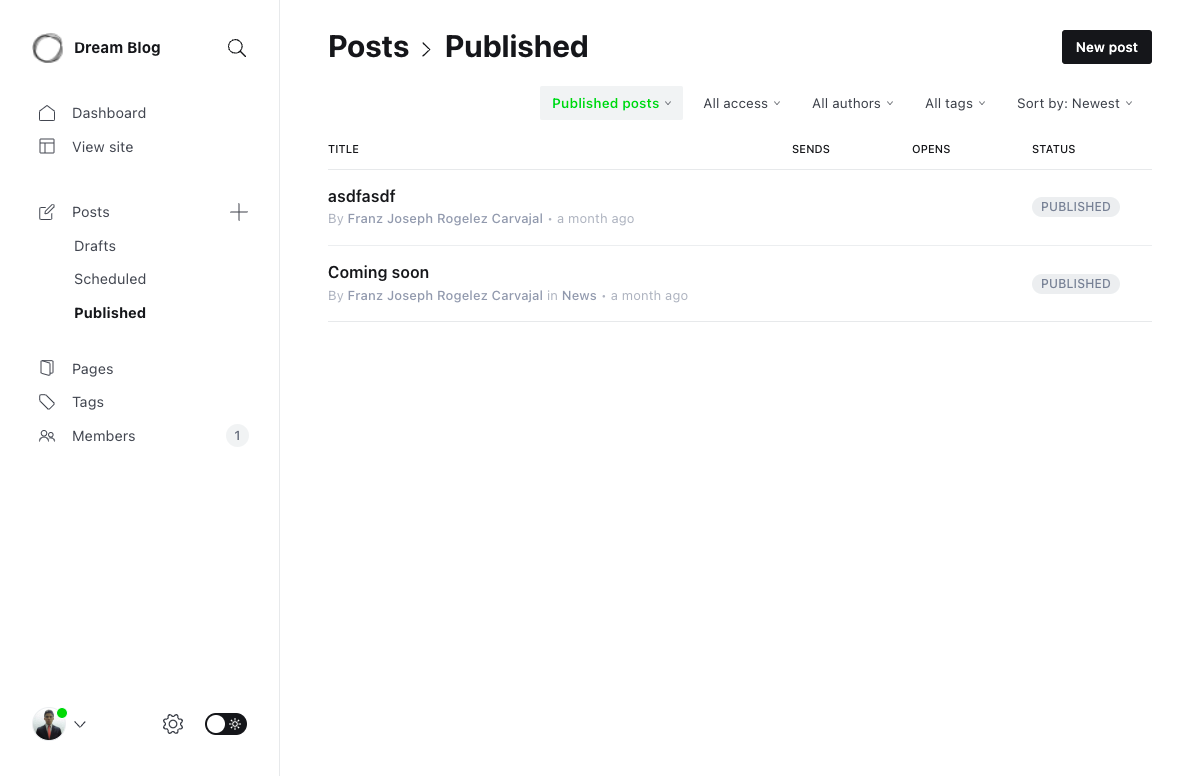 Dream Blog
Dashboard
View site
Posts
Drafts
Scheduled
Published
Pages
Tags
Members 1
Posts Published
New post
Published posts All access All authors All tags Sort by: Newest
TITLE SENDS OPENS STATUS
asdfasdf
By Franz Joseph Rogelez Carvajal • a month ago
PUBLISHED
Coming soon
By Franz Joseph Rogelez Carvajal in News • a month ago
PUBLISHED